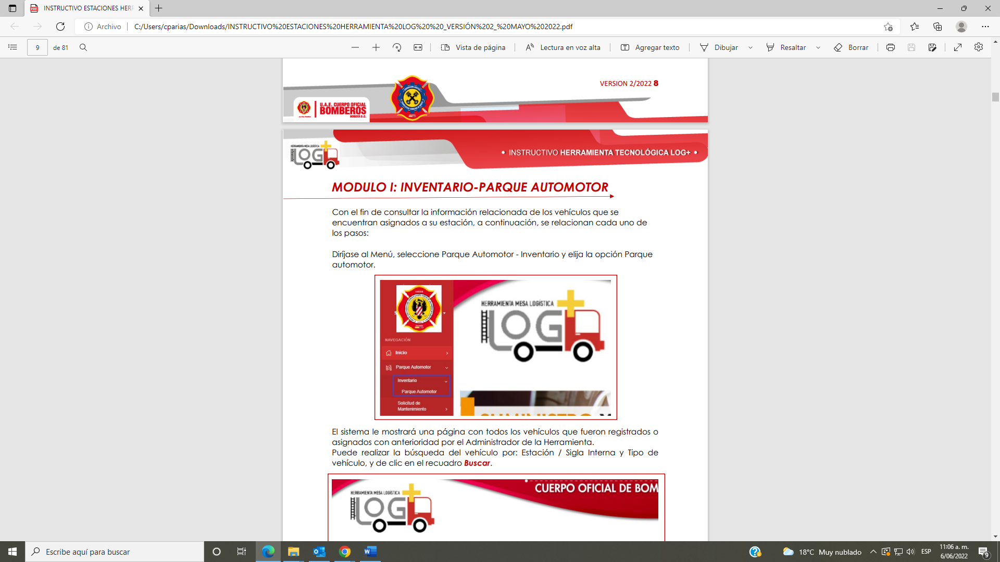 INSTRUCTIVO ESTACIONES HERR
Archivo
C:/Users/cparias/Downloads/INSTRUCTIVO%20ESTACIONES%20HERRAMIENTA%20LOG%20%20_VERSIÓN%202_%20MAYO%202022.pdf
9 de 81
Vista de página
Lectura en voz alta
Agregar texto
Dibujar
Resaltar
Borrar
VERSION 2/2022 8
U.A.E. CUERPO OFICIAL
BOMBEROS
BOGOTÁ D.C.
HERRAMIENTA MESA LOGÍSTICA
LOG
• INSTRUCTIVO HERRAMIENTA TECNOLÓGICA LOG+ •
MODULO I: INVENTARIO-PARQUE AUTOMOTOR
Con el fin de consultar la información relacionada de los vehículos que se
encuentran asignados a su estación, a continuación, se relacionan cada uno de
los pasos:
Diríjase al Menú, seleccione Parque Automotor - Inventario y elija la opción Parque
automotor.
HERRAMIENTA MESA LOGÍSTICA
LOG
NAVEGACIÓN
Inicio
Parque Automotor
Inventario
Parque Automotor
Solicitud de
Mantenimiento
El sistema le mostrará una página con todos los vehículos que fueron registrados o
asignados con anterioridad por el Administrador de la Herramienta.
Puede realizar la búsqueda del vehículo por: Estación / Sigla Interna y Tipo de
vehículo, y de clic en el recuadro Buscar.
CUERPO OFICIAL DE BOM
HERRAMIENTA MESA LOGÍSTICA
LOG
Escribe aquí para buscar
18°C Muy nublado
ESP
11:06 a. m.
6/06/2022
9